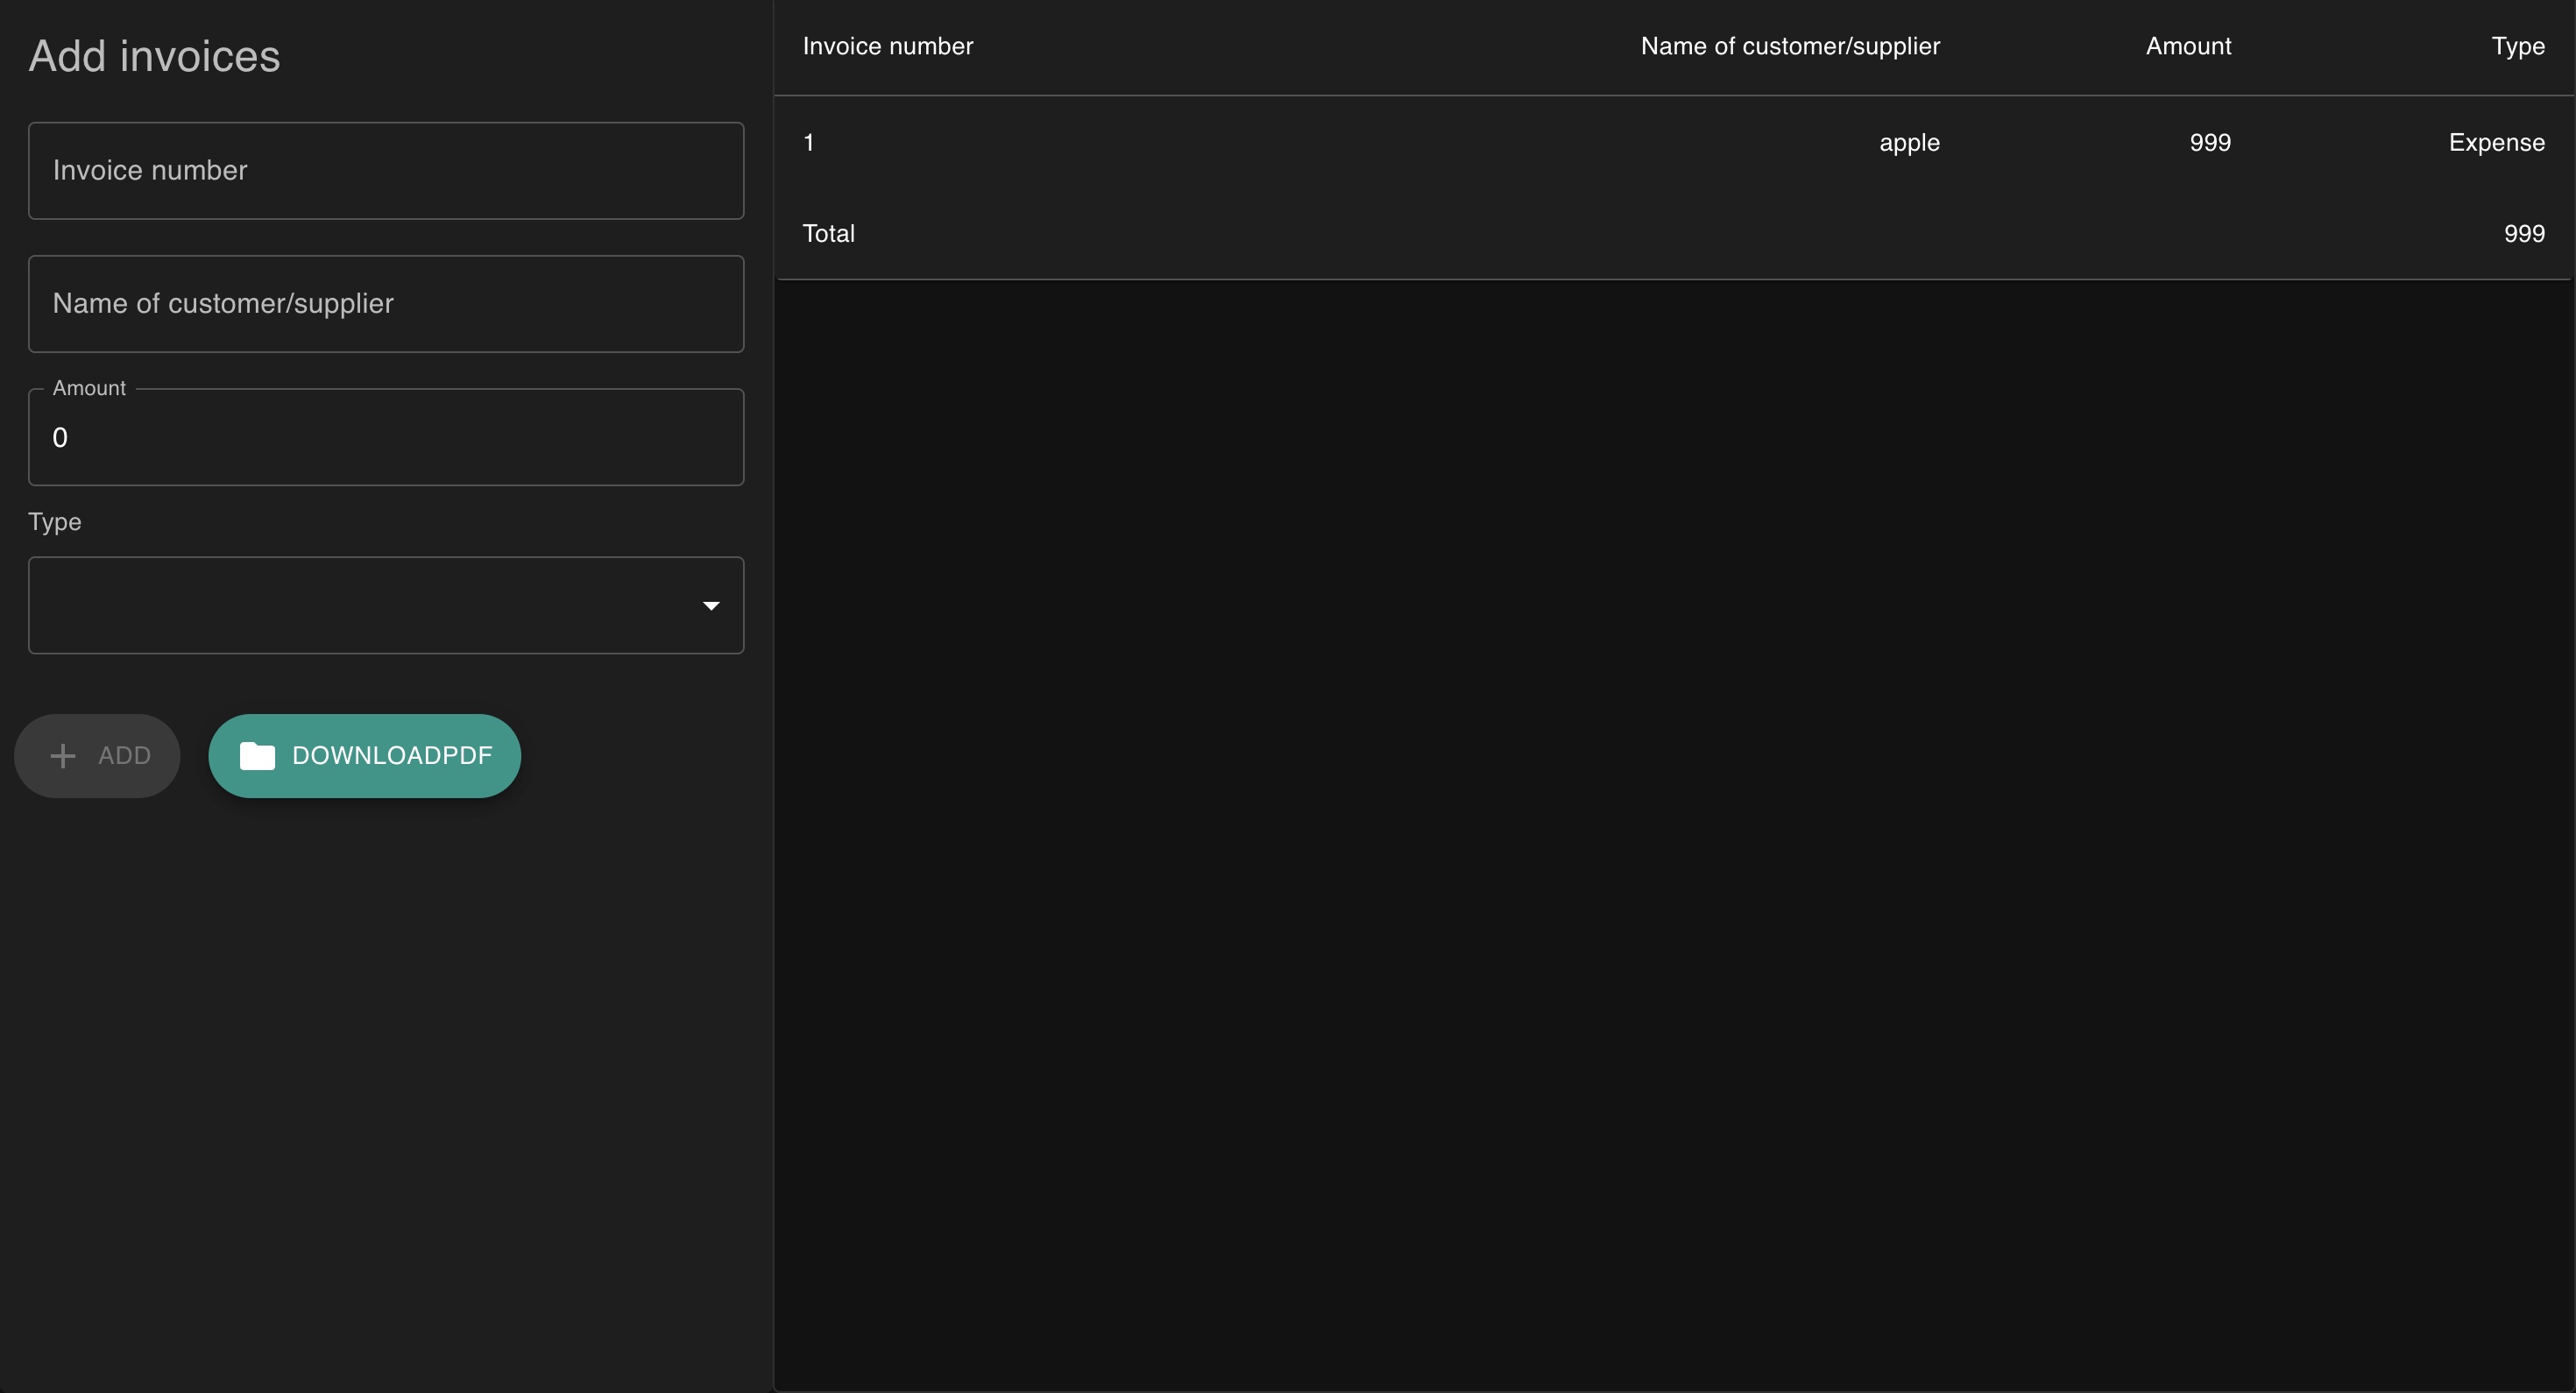 Add invoices
Invoice number
Name of customer/supplier
Amount
0
Type
ADD DOWNLOADPDF
Invoice number Name of customer/supplier Amount Type
1 apple 999 Expense
Total 999